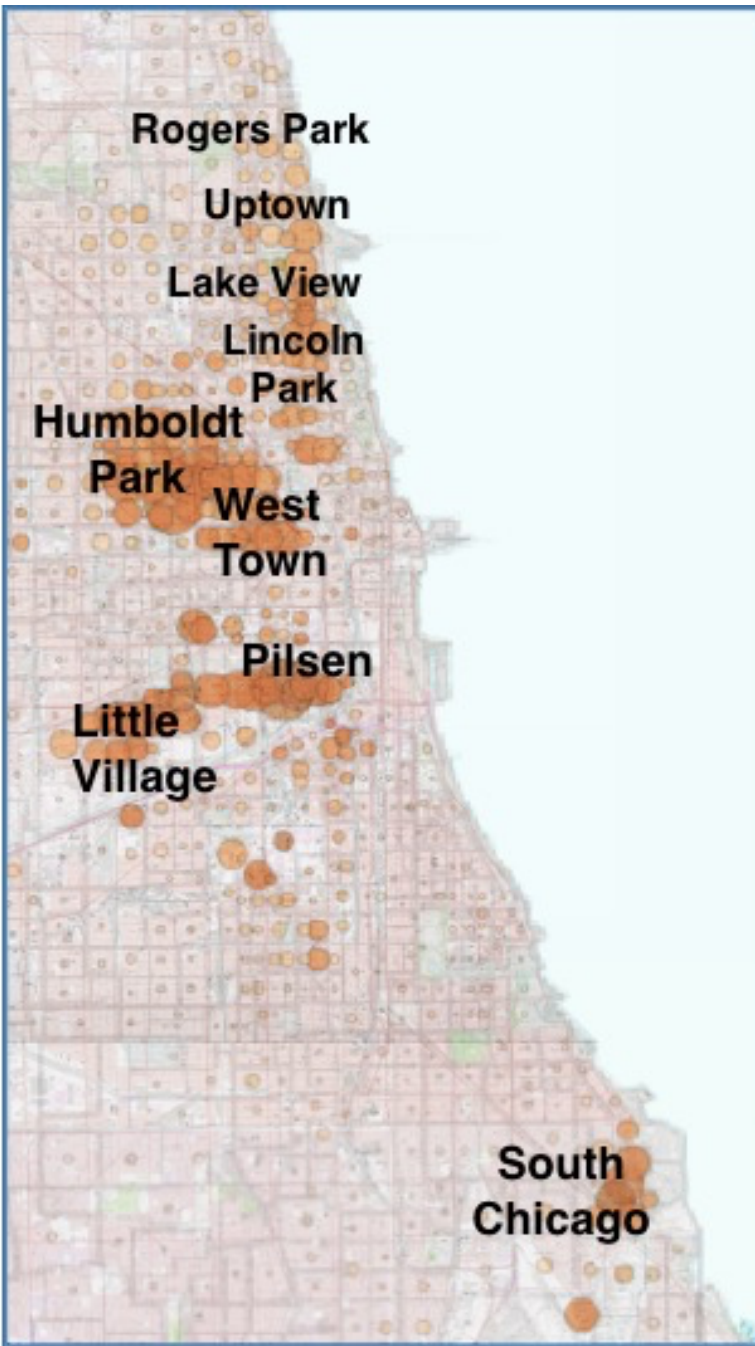 Rogers Park
Uptown
Lake View
Lincoln
Park
Humboldt
Park
West
Town
Pilsen
Little
Village
South
Chicago